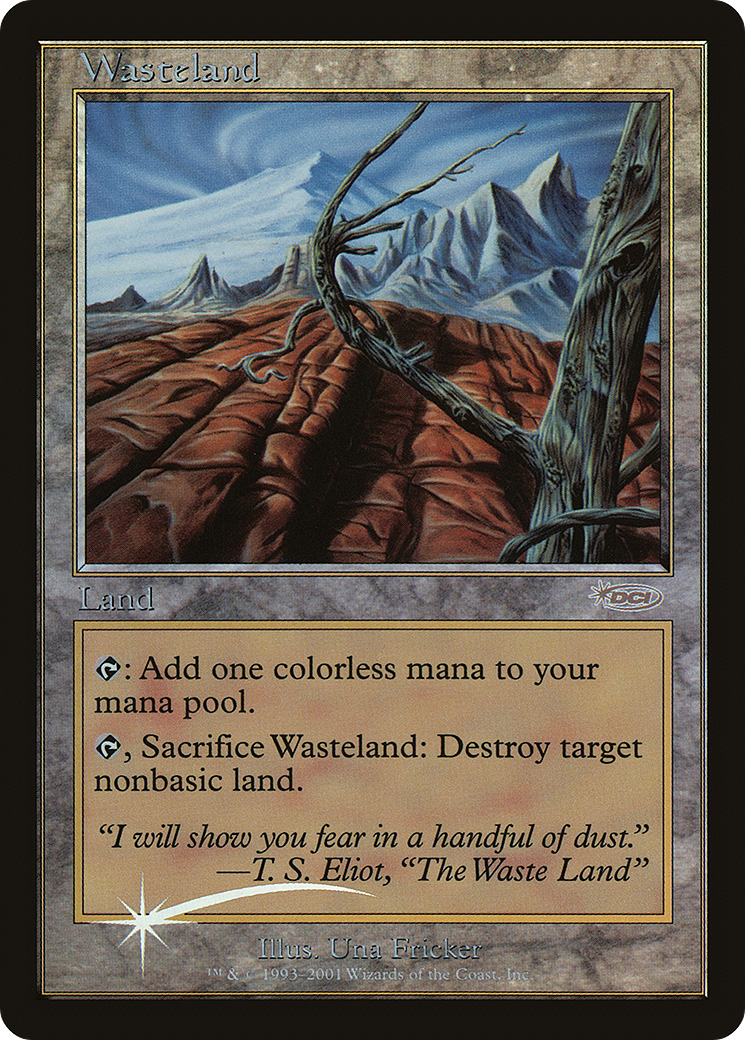 Wasteland
Land
DCI
: Add one colorless mana to your
mana pool.
, Sacrifice Wasteland: Destroy target
nonbasic land.
“I will show you fear in a handful of dust.”
—T. S. Eliot, “The Waste Land”
Illus. Una Fricker
™ & © 1993–2001 Wizards of the Coast, Inc.